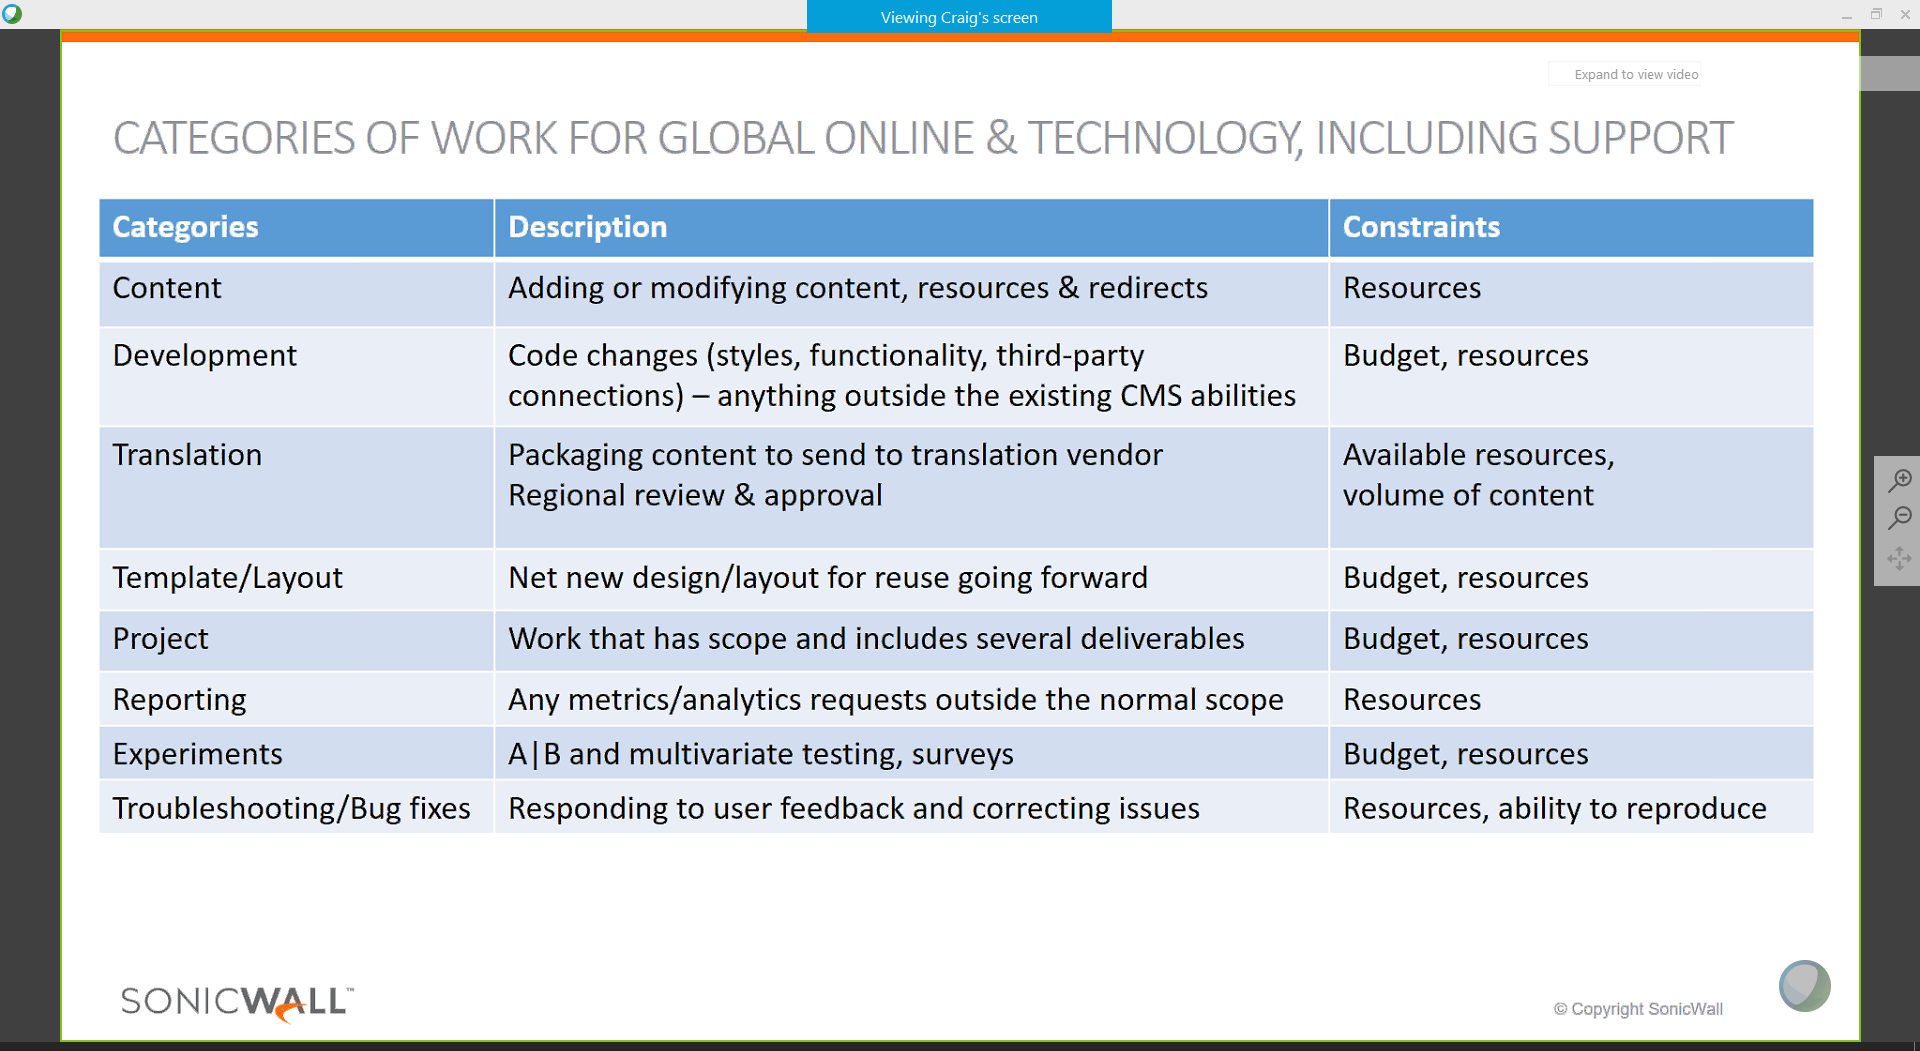 Viewing Craig's screen
Expand to view video
CATEGORIES OF WORK FOR GLOBAL ONLINE & TECHNOLOGY, INCLUDING SUPPORT
Categories Description Constraints
Content Adding or modifying content, resources & redirects Resources
Development Code changes (styles, functionality, third-party Budget, resources
connections) – anything outside the existing CMS abilities
Translation Packaging content to send to translation vendor Available resources,
Regional review & approval volume of content
Template/Layout Net new design/layout for reuse going forward Budget, resources
Project Work that has scope and includes several deliverables Budget, resources
Reporting Any metrics/analytics requests outside the normal scope Resources
Experiments A|B and multivariate testing, surveys Budget, resources
Troubleshooting/Bug fixes Responding to user feedback and correcting issues Resources, ability to reproduce
SONICWALL™
© Copyright SonicWall